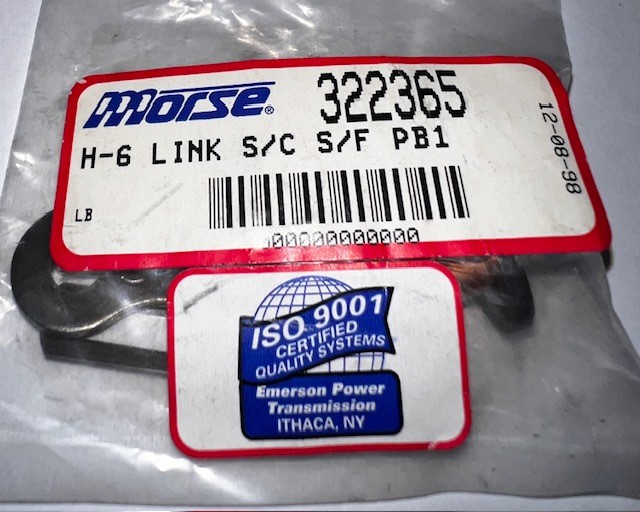 morse® 322365
H-6 LINK S/C S/F PB1
12-08-98
LB
ISO 9001
CERTIFIED
QUALITY SYSTEMS
Emerson Power
Transmission
ITHACA, NY